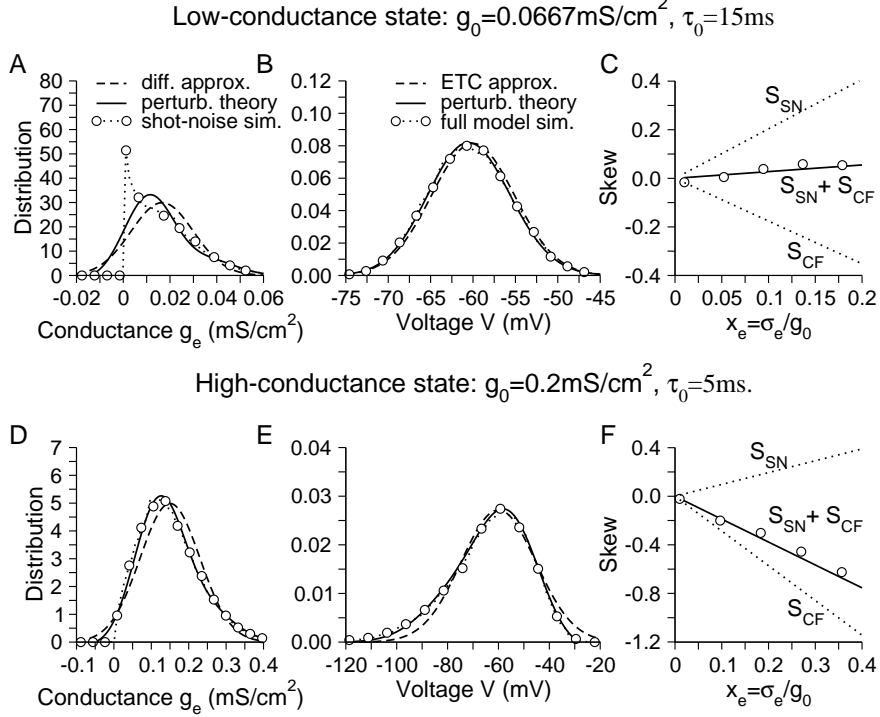 Low-conductance state: g0=0.0667mS/cm2, τ0=15ms
A
B
C
diff. approx.
perturb. theory
shot-noise sim.
ETC approx.
perturb. theory
full model sim.
Distribution
80
70
60
50
40
30
20
10
0
-0.02
0
0.02
0.04
0.06
Conductance ge (mS/cm2)
0.12
0.10
0.08
0.06
0.04
0.02
0.00
-75
-65
-55
-45
Voltage V (mV)
Skew
0.4
0.2
0.0
-0.2
-0.4
SSN
SSN + SCF
SCF
0
0.05
0.1
0.15
0.2
xe=σe/g0
High-conductance state: g0=0.2mS/cm2, τ0=5ms.
D
E
F
Distribution
7
6
5
4
3
2
1
0
-0.1
0
0.1
0.2
0.3
0.4
Conductance ge (mS/cm2)
0.04
0.03
0.02
0.01
0.00
-120
-100
-80
-60
-40
-20
Voltage V (mV)
Skew
0.4
0.0
-0.4
-0.8
-1.2
SSN
SSN + SCF
SCF
0
0.1
0.2
0.3
0.4
xe=σe/g0